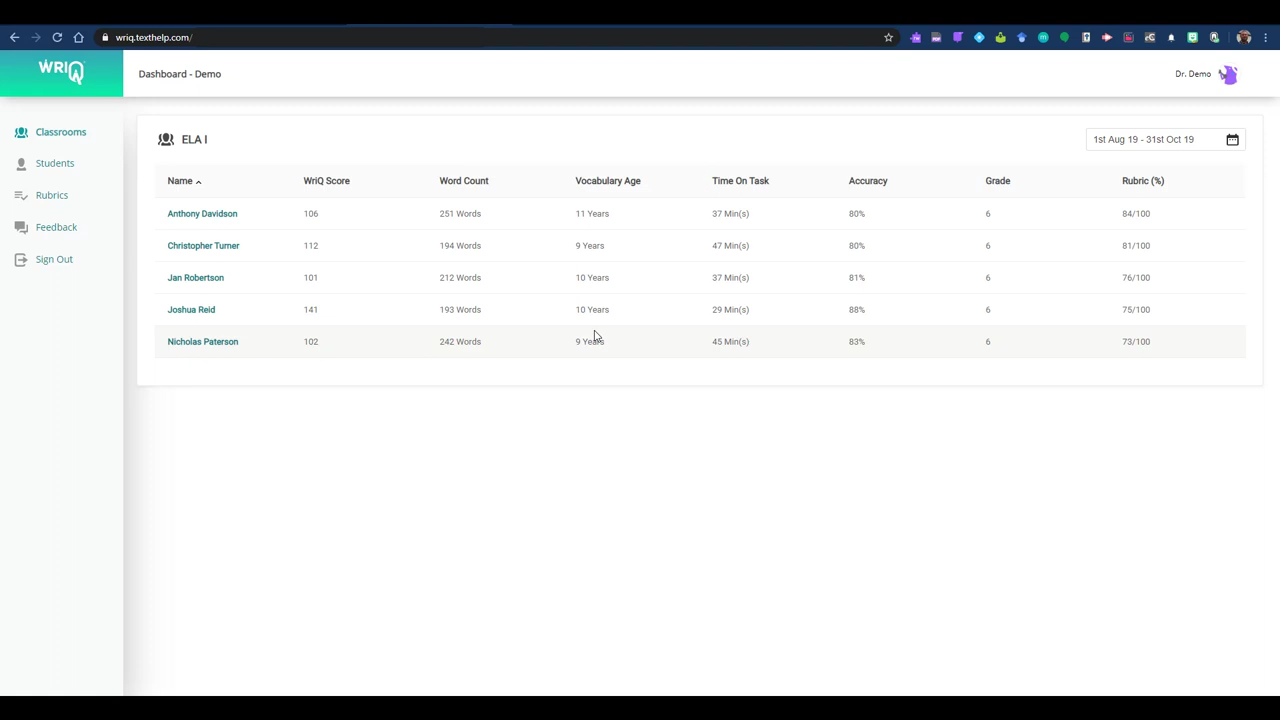 wriq.texthelp.com/
WRIQ
Dashboard - Demo
Dr. Demo
Classrooms
Students
Rubrics
Feedback
Sign Out
ELA I
1st Aug 19 - 31st Oct 19
Name WriQ Score Word Count Vocabulary Age Time On Task Accuracy Grade Rubric (%)
Anthony Davidson 106 251 Words 11 Years 37 Min(s) 80% 6 84/100
Christopher Turner 112 194 Words 9 Years 47 Min(s) 80% 6 81/100
Jan Robertson 101 212 Words 10 Years 37 Min(s) 81% 6 76/100
Joshua Reid 141 193 Words 10 Years 29 Min(s) 88% 6 75/100
Nicholas Paterson 102 242 Words 9 Years 45 Min(s) 83% 6 73/100